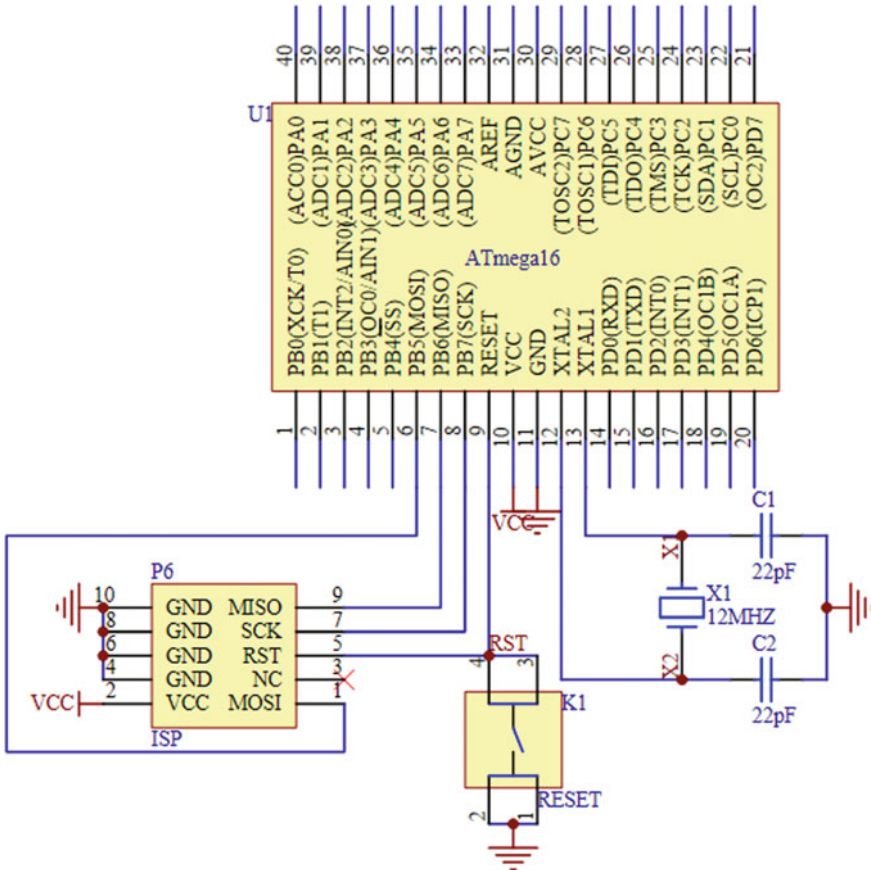 40 39 38 37 36 35 34 33 32 31 30 29 28 27 26 25 24 23 22 21
U1
(ACC0)PA0
(ADC1)PA1
(ADC2)PA2
(ADC3)PA3
(ADC4)PA4
(ADC5)PA5
(ADC6)PA6
(ADC7)PA7
AREF
AGND
AVCC
(TOSC2)PC7
(TOSC1)PC6
(TDI)PC5
(TDO)PC4
(TMS)PC3
(TCK)PC2
(SDA)PC1
(SCL)PC0
(OC2)PD7
ATmega16
PB0(XCK/T0)
PB1(T1)
PB2(INT2/AIN0)
PB3(OC0/AIN1)
PB4(SS)
PB5(MOSI)
PB6(MISO)
PB7(SCK)
RESET
VCC
GND
XTAL2
XTAL1
PD0(RXD)
PD1(TXD)
PD2(INT0)
PD3(INT1)
PD4(OC1B)
PD5(OC1A)
PD6(ICP1)
1 2 3 4 5 6 7 8 9 10 11 12 13 14 15 16 17 18 19 20
VCC
C1
22pF
X1
X1
12MHZ
X2
C2
22pF
P6
10 GND MISO 9
8 GND SCK 7
6 GND RST 5
4 GND NC 3
VCC 2 VCC MOSI 1
ISP
RST
4 3
K1
RESET
2 1